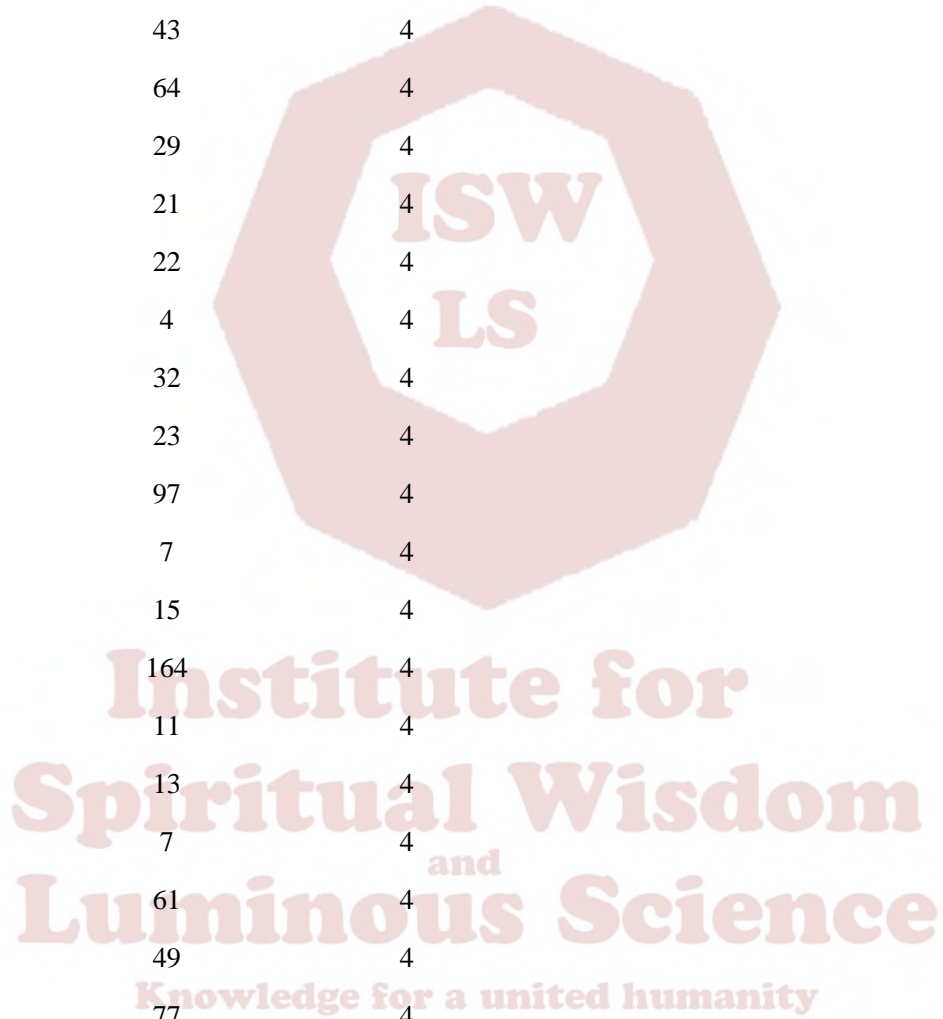 43 4
64 4
29 4
ISW
21 4
22 4
LS
4 4
32 4
23 4
97 4
7 4
15 4
Institute for
164 4
11 4
Spiritual Wisdom
13 4
7 4
and
Luminous Science
61 4
49 4
Knowledge for a united humanity
77 4